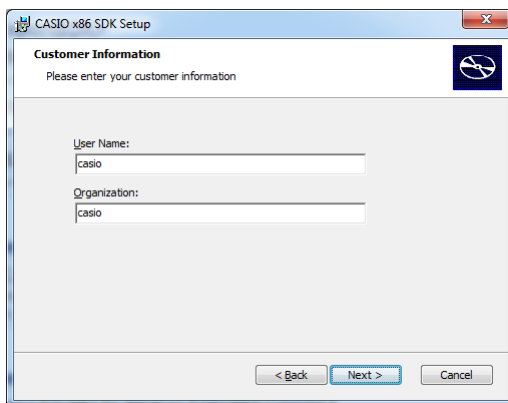 CASIO x86 SDK Setup
Customer Information
Please enter your customer information
User Name:
casio
Organization:
casio
< Back
Next >
Cancel